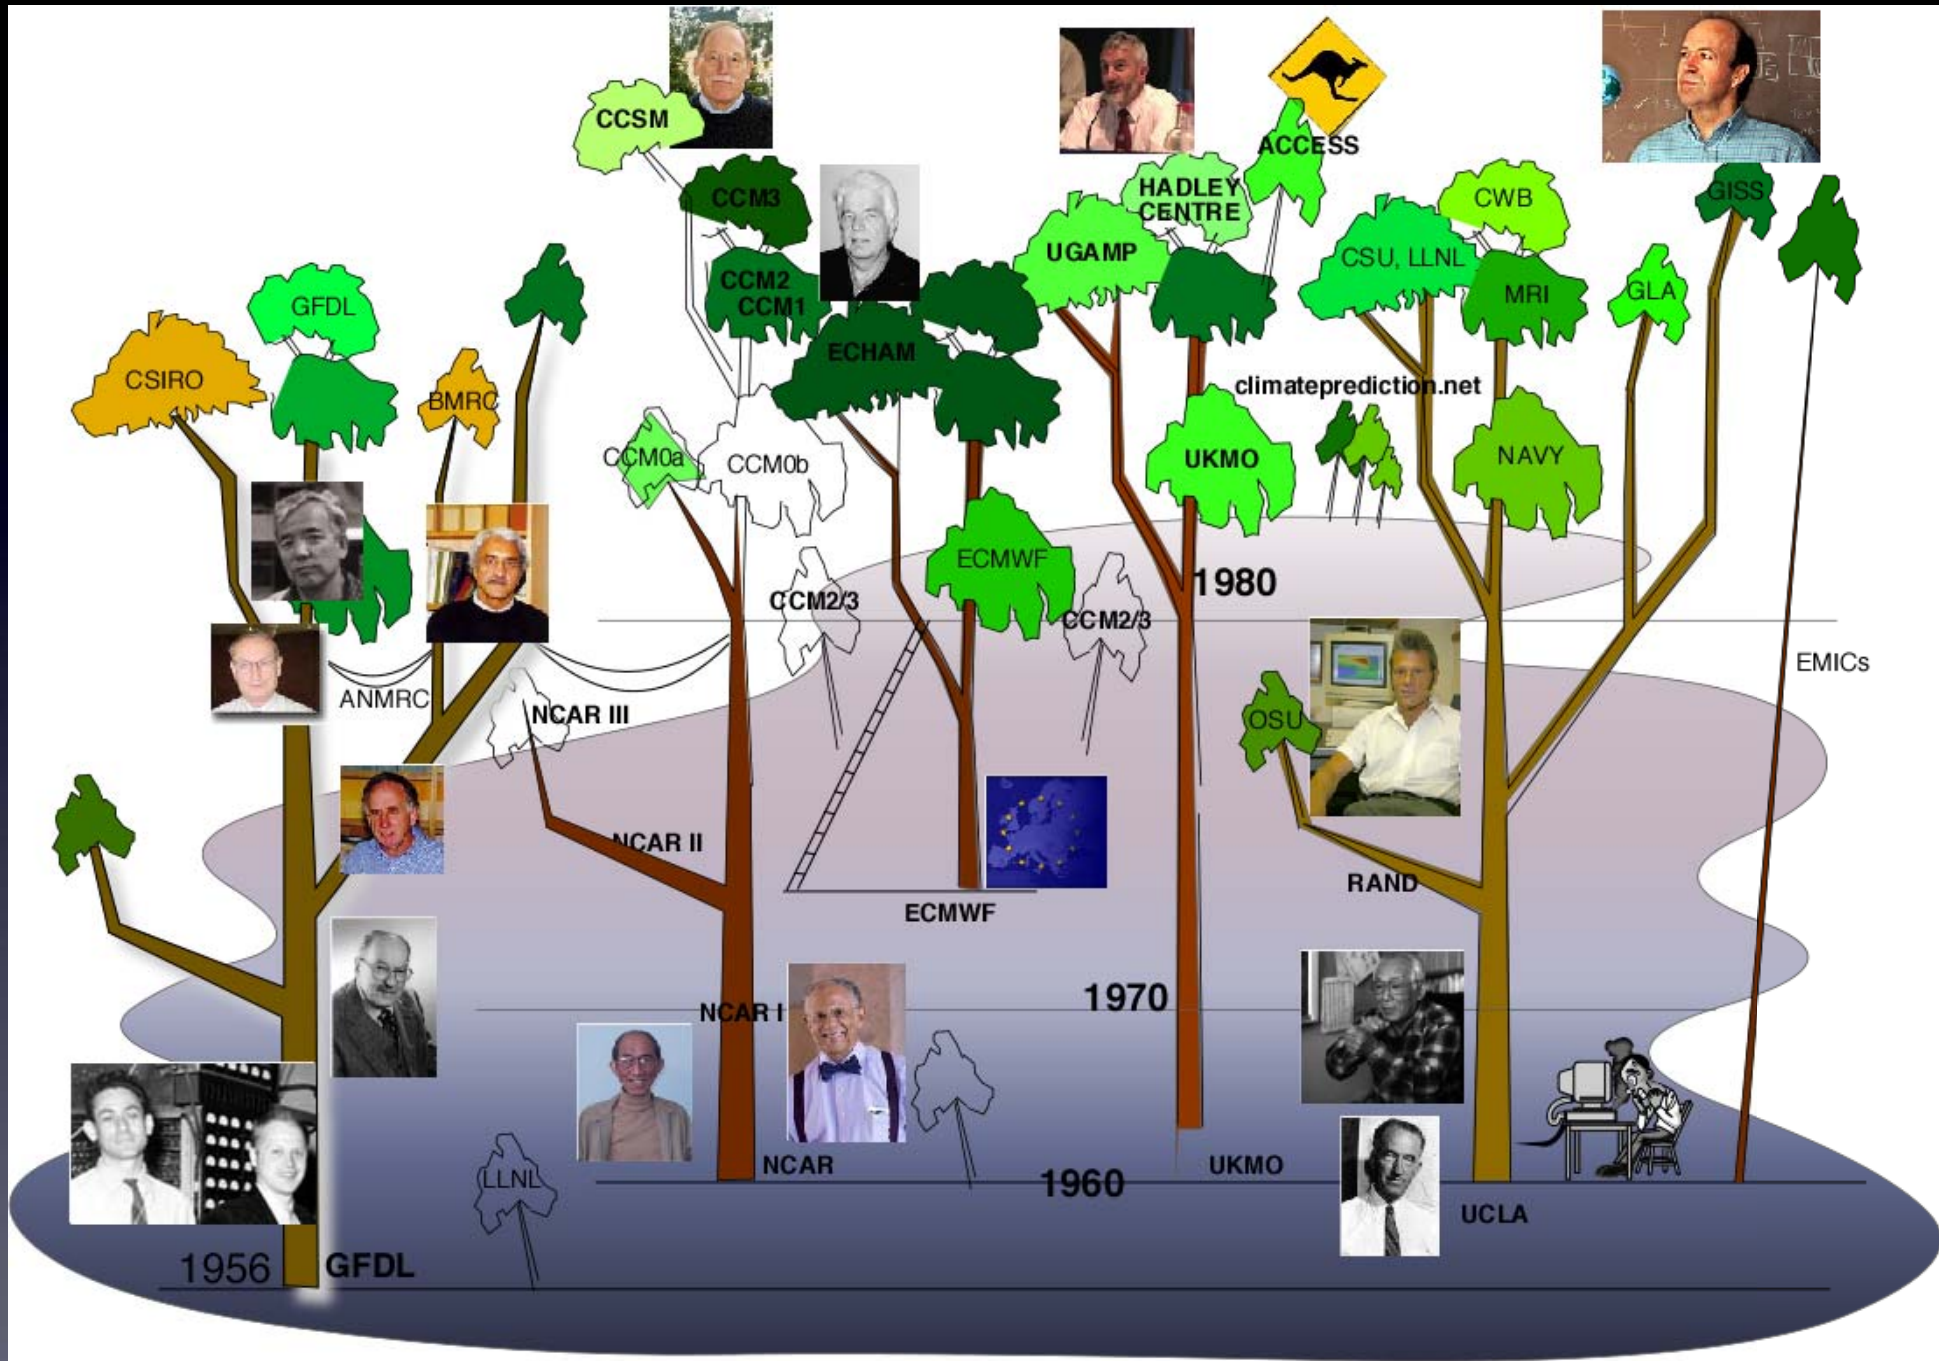 CCSM
ACCESS
CCM3
HADLEY
CENTRE
CWB
GISS
UGAMP
CSU, LLNL
CCM2
CCM1
MRI
GLA
GFDL
ECHAM
CSIRO
BMRC
climateprediction.net
CCM0a
CCM0b
UKMO
NAVY
ECMWF
1980
CCM2/3
CCM2/3
EMICs
ANMRC
NCAR III
OSU
NCAR II
RAND
ECMWF
1970
NCAR I
NCAR
UKMO
LLNL
1960
UCLA
1956
GFDL